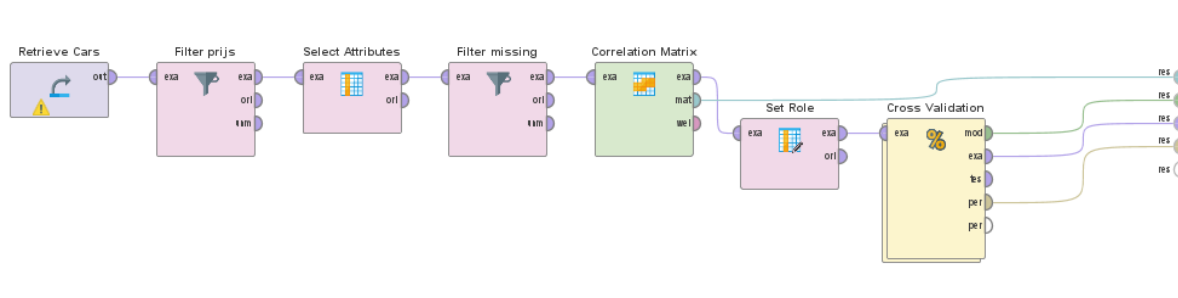 Retrieve Cars
out
Filter prijs
exa
exa
ori
unm
Select Attributes
exa
exa
ori
Filter missing
exa
exa
ori
unm
Correlation Matrix
exa
exa
mat
wei
Set Role
exa
exa
ori
Cross Validation
exa
%
mod
exa
tes
per
per
res
res
res
res
res